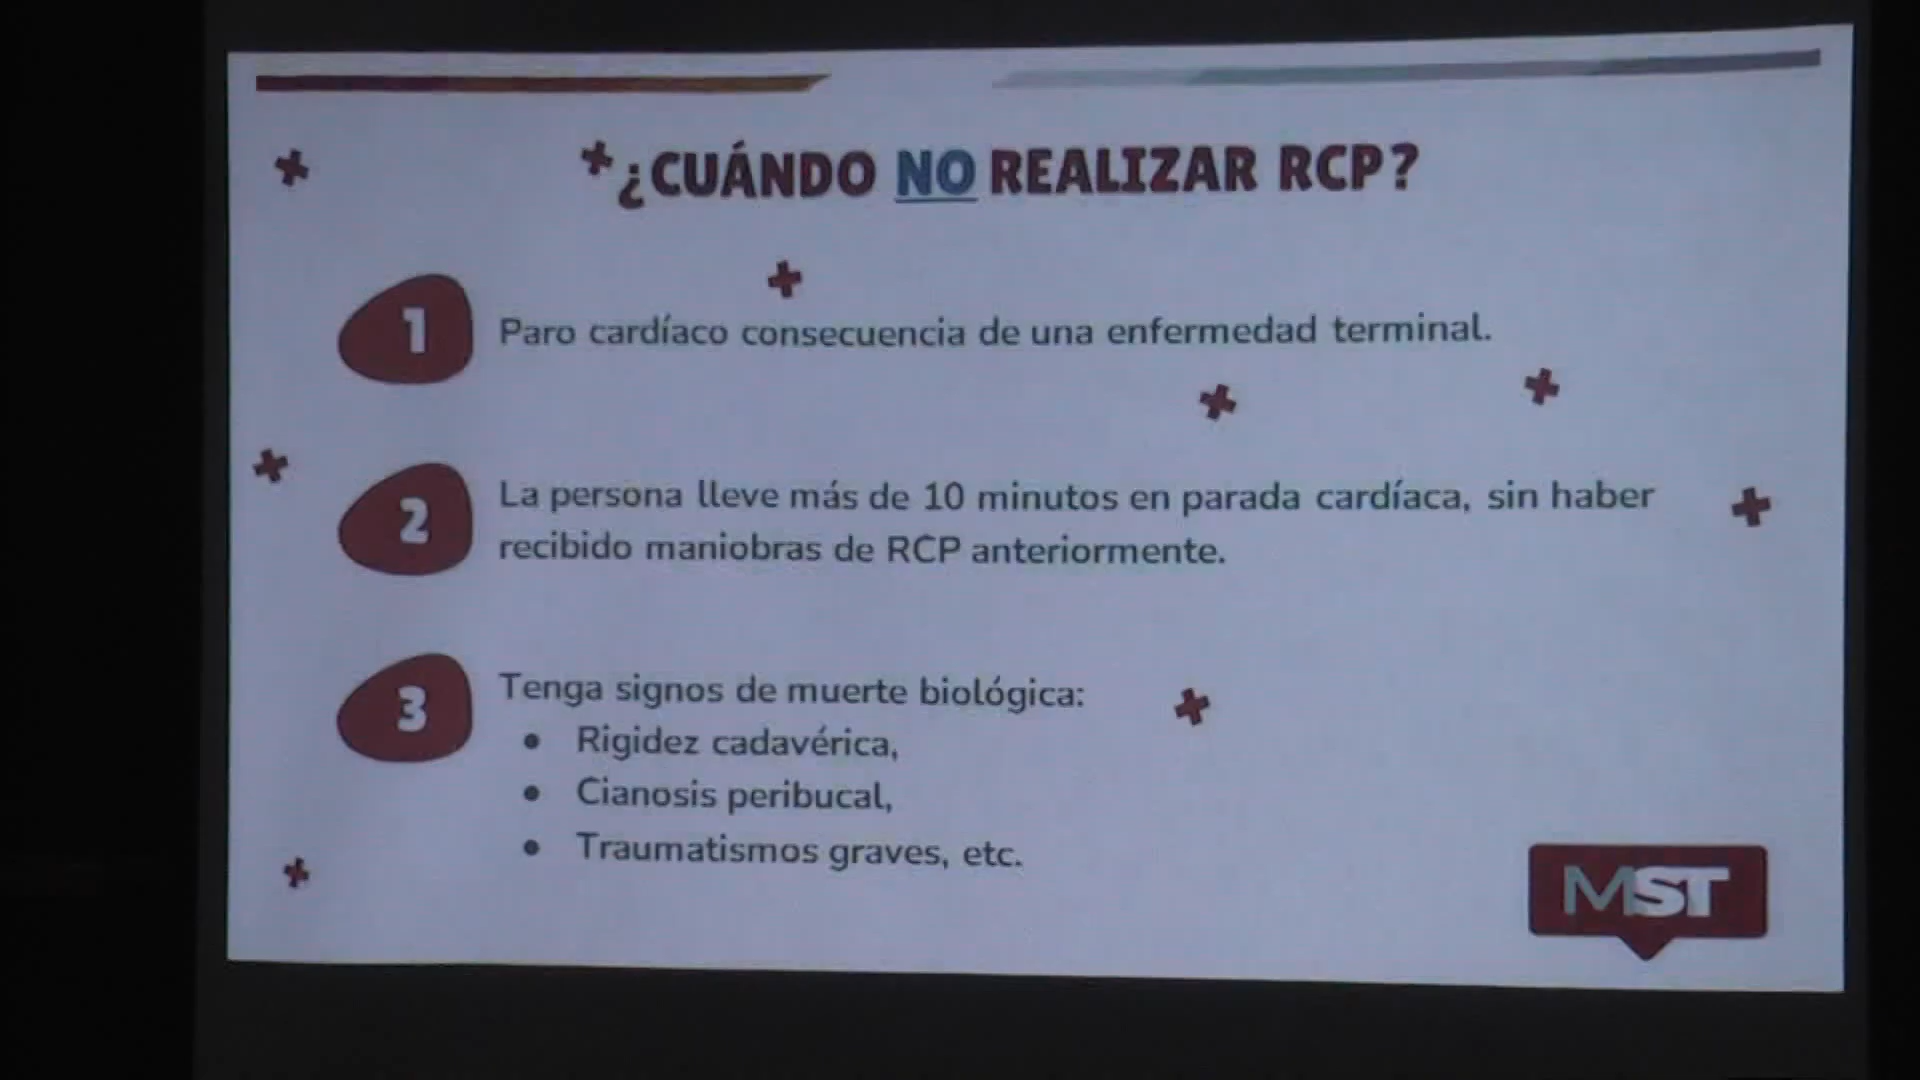 ¿CUÁNDO NO REALIZAR RCP?
1
Paro cardíaco consecuencia de una enfermedad terminal.
2
La persona lleve más de 10 minutos en parada cardíaca, sin haber
recibido maniobras de RCP anteriormente.
3
Tenga signos de muerte biológica:
• Rigidez cadavérica,
• Cianosis peribucal,
• Traumatismos graves, etc.
MST